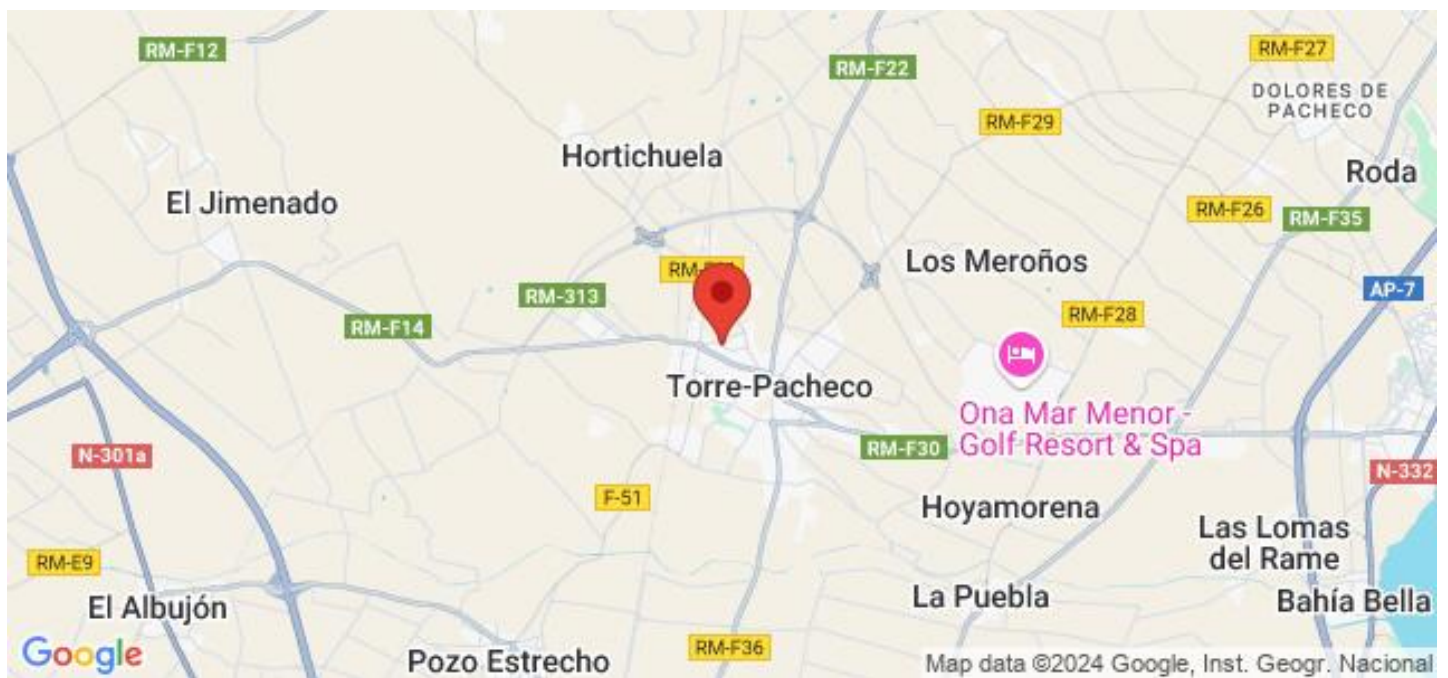 RM-F12
RM-F27
RM-F22
DOLORES DE
PACHECO
RM-F29
Hortichuela
Roda
El Jimenado
RM-F26
RM-F35
Los Meroños
RM-313
AP-7
RM-F14
RM-F28
Torre-Pacheco
Ona Mar Menor -
Golf Resort & Spa
RM-F30
N-301a
N-332
F-51
Hoyamorena
Las Lomas
del Rame
RM-E9
El Albujón
La Puebla
Bahía Bella
Google
Pozo Estrecho
RM-F36
Map data ©2024 Google, Inst. Geogr. Nacional